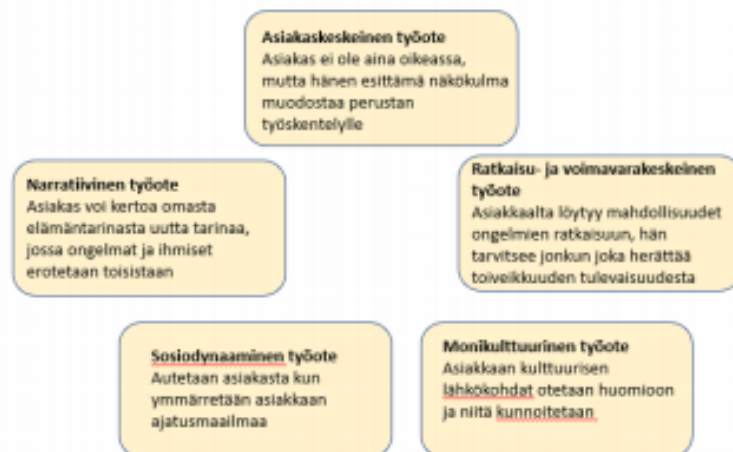 Asiakaskeskeinen työote
Asiakas ei ole aina oikeassa,
mutta hänen esittämä näkökulma
muodostaa perustan
työskentelylle
Narratiivinen työote
Asiakas voi kertoa omasta
elämäntarinasta uutta tarinaa,
jossa ongelmat ja ihmiset
erotetaan toisistaan
Ratkaisu- ja voimavarakeskeinen
työote
Asiakkaalta löytyy mahdollisuudet
ongelmien ratkaisuun, hän
tarvitsee jonkun joka herättää
toiveikkuuden tulevaisuudesta
Sosiodynaaminen työote
Autetaan asiakasta kun
ymmärretään asiakkaan
ajatusmaailmaa
Monikulttuurinen työote
Asiakkaan kulttuurisen
lähkökohdat otetaan huomioon
ja niitä kunnoitetaan